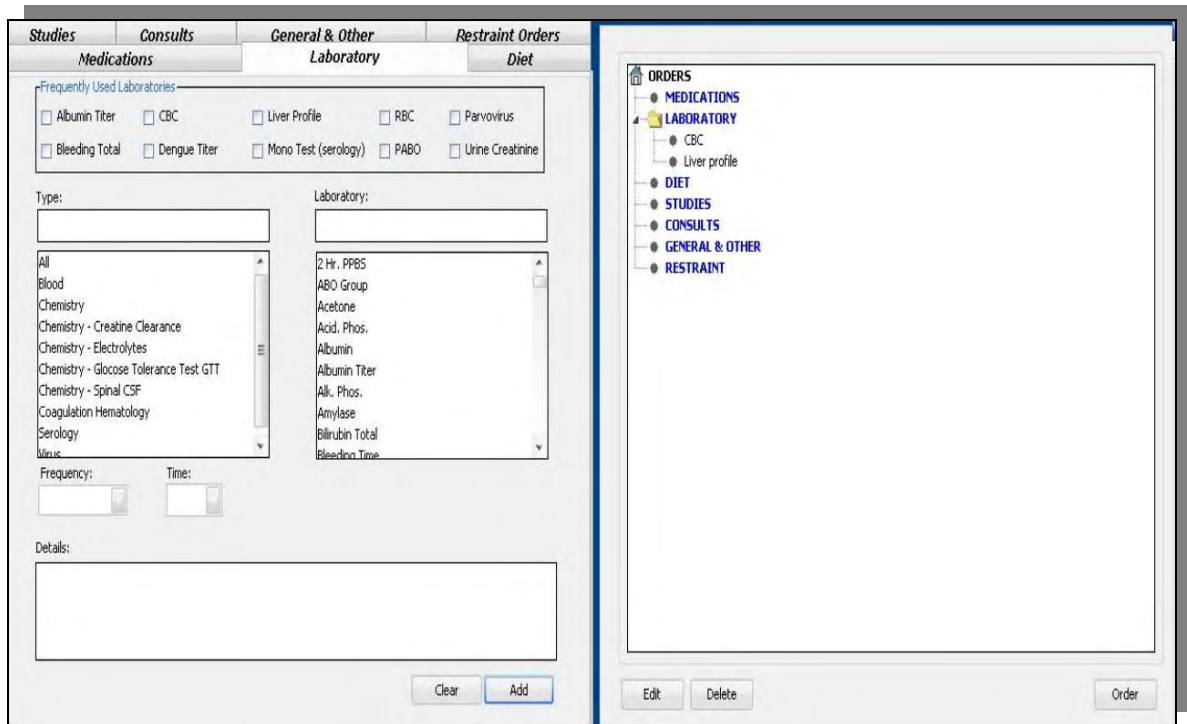 Studies Consults General & Other Restraint Orders
Medications Laboratory Diet
Frequently Used Laboratories
Albumin Titer CBC Liver Profile RBC Parvovirus
Bleeding Total Dengue Titer Mono Test (serology) PABO Urine Creatinine
Type: Laboratory:
All
Blood
Chemistry
Chemistry - Creatine Clearance
Chemistry - Electrolytes
Chemistry - Glocose Tolerance Test GTT
Chemistry - Spinal CSF
Coagulation Hematology
Serology
Virus
2 Hr. PPBS
ABO Group
Acetone
Acid. Phos.
Albumin
Albumin Titer
Alk. Phos.
Amylase
Bilirubin Total
Bleeding Time
Frequency: Time:
Details:
Clear Add
ORDERS
MEDICATIONS
LABORATORY
CBC
Liver profile
DIET
STUDIES
CONSULTS
GENERAL & OTHER
RESTRAINT
Edit Delete Order